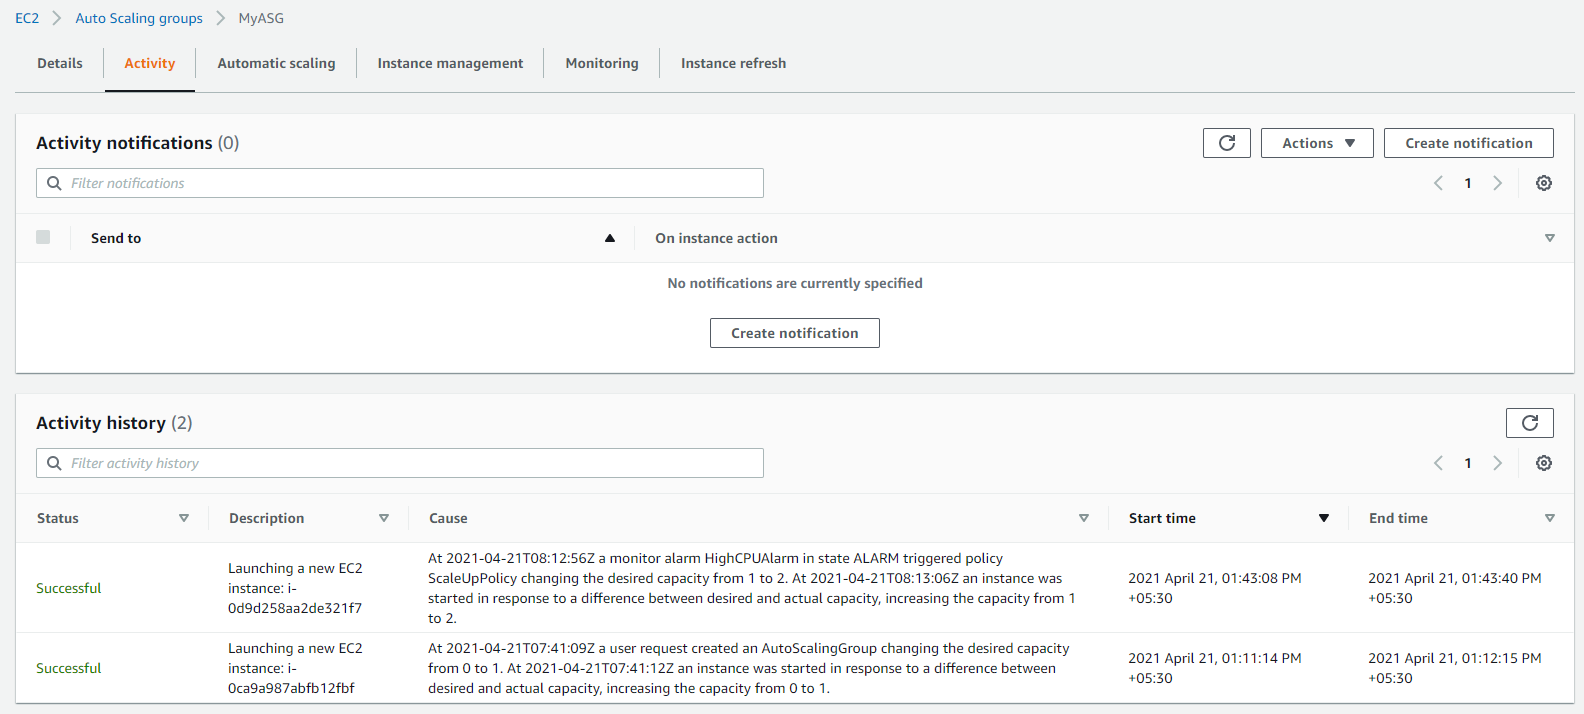 EC2 > Auto Scaling groups > MyASG
Details Activity Automatic scaling Instance management Monitoring Instance refresh
Activity notifications (0)
Actions Create notification
Filter notifications
1
Send to On instance action
No notifications are currently specified
Create notification
Activity history (2)
Filter activity history
1
Status Description Cause Start time End time
Successful
Launching a new EC2
instance: i-
0d9d258aa2de321f7
At 2021-04-21T08:12:56Z a monitor alarm HighCPUAlarm in state ALARM triggered policy
ScaleUpPolicy changing the desired capacity from 1 to 2. At 2021-04-21T08:13:06Z an instance was
started in response to a difference between desired and actual capacity, increasing the capacity from 1
to 2.
2021 April 21, 01:43:08 PM
+05:30
2021 April 21, 01:43:40 PM
+05:30
Successful
Launching a new EC2
instance: i-
0ca9a987abfb12fbf
At 2021-04-21T07:41:09Z a user request created an AutoScalingGroup changing the desired capacity
from 0 to 1. At 2021-04-21T07:41:12Z an instance was started in response to a difference between
desired and actual capacity, increasing the capacity from 0 to 1.
2021 April 21, 01:11:14 PM
+05:30
2021 April 21, 01:12:15 PM
+05:30